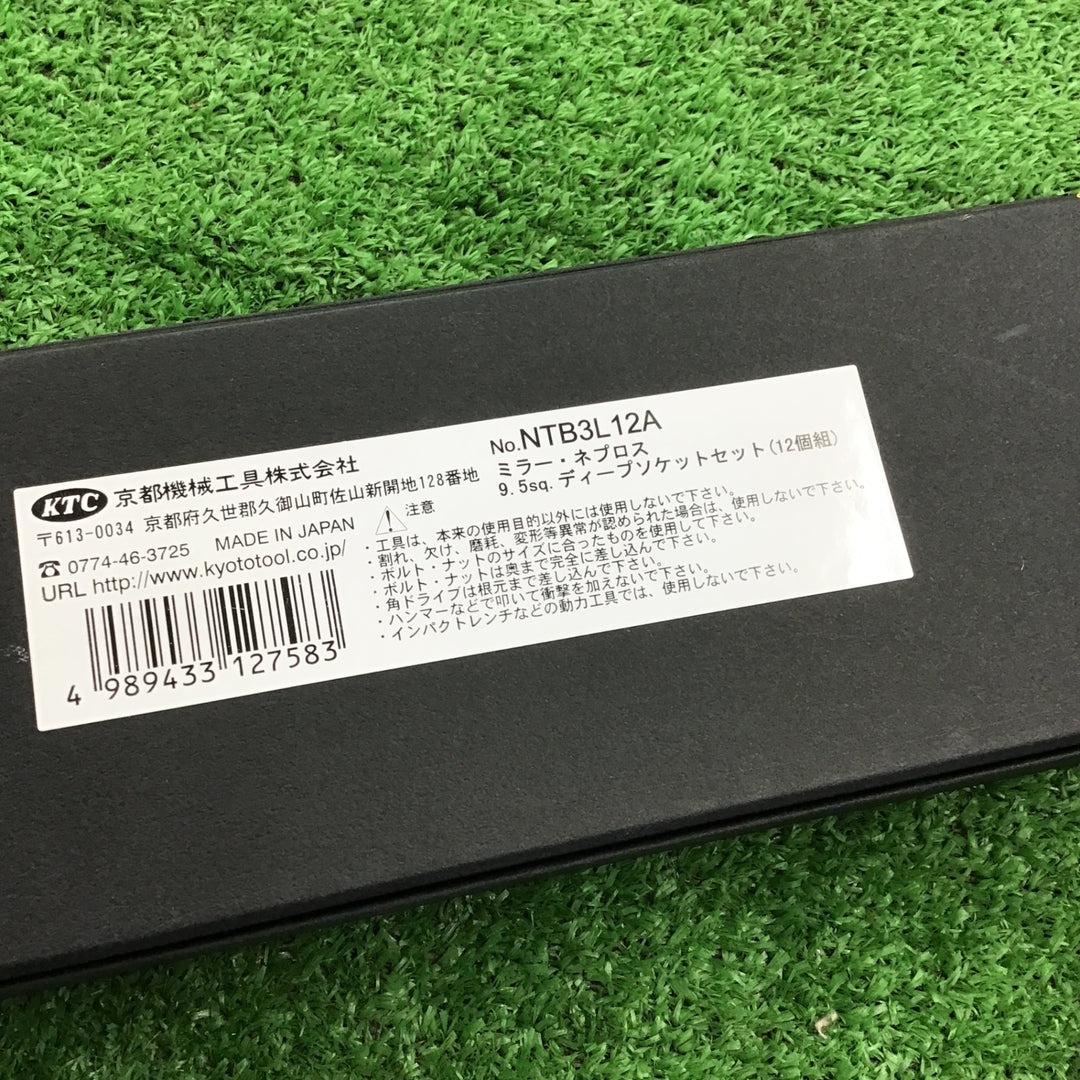 KTC 京都機械工具株式会社
〒613-0034 京都府久世郡久御山町佐山新開地128番地
☎ 0774-46-3725 MADE IN JAPAN
URL http://www.kyototool.co.jp/
4 989433 127583
No.NTB3L12A
ミラー・ネプロス
9.5sq.ディープソケットセット(12個組)
注意
・工具は、本来の使用目的以外には使用しないで下さい。
・割れ、欠け、磨耗、変形等異常が認められた場合は、使用しないで下さい。
・ボルト・ナットのサイズに合ったものを使用して下さい。
・ボルト・ナットは奥まで完全に差し込んで下さい。
・角ドライブは根元まで差し込んで下さい。
・ハンマーなどで叩いて衝撃を加えないで下さい。
・インパクトレンチなどの動力工具では、使用しないで下さい。